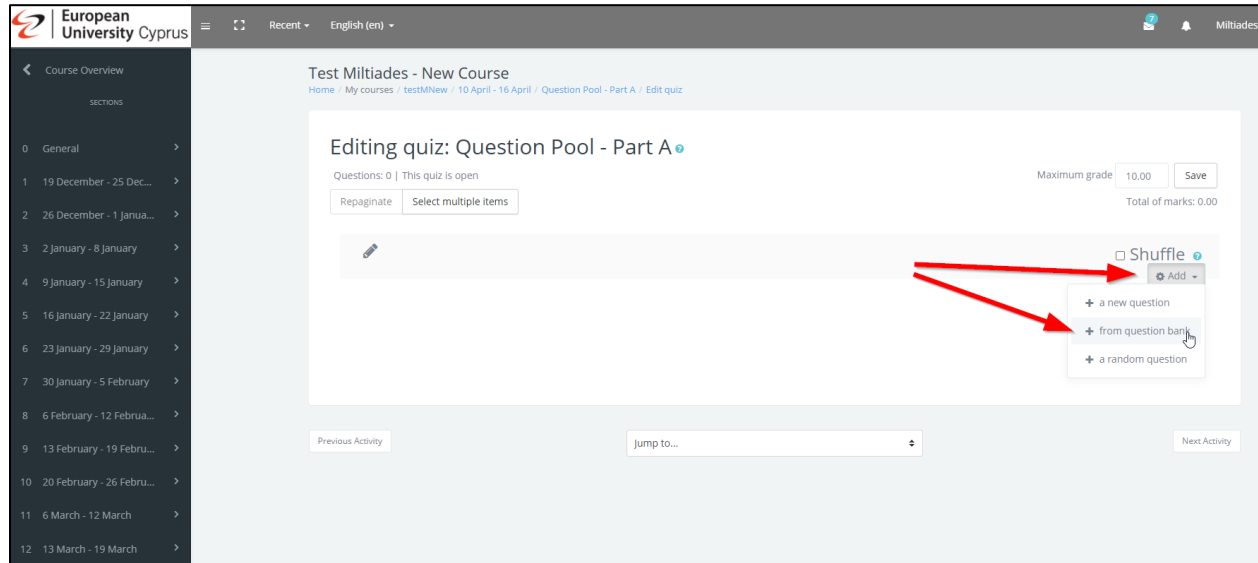 European
University Cyprus
Recent
English (en)
7
Miltiades
Course Overview
SECTIONS
0 General
1 19 December - 25 Dec...
2 26 December - 1 Janua...
3 2 January - 8 January
4 9 January - 15 January
5 16 January - 22 January
6 23 January - 29 January
7 30 January - 5 February
8 6 February - 12 Februa...
9 13 February - 19 Febru...
10 20 February - 26 Febru...
11 6 March - 12 March
12 13 March - 19 March
Test Miltiades - New Course
Home / My courses / testMNew / 10 April - 16 April / Question Pool - Part A / Edit quiz
Editing quiz: Question Pool - Part A ?
Questions: 0 | This quiz is open
Maximum grade 10.00 Save
Repaginate Select multiple items
Total of marks: 0.00
Shuffle ?
Add
+ a new question
+ from question bank
+ a random question
Previous Activity
Jump to...
Next Activity